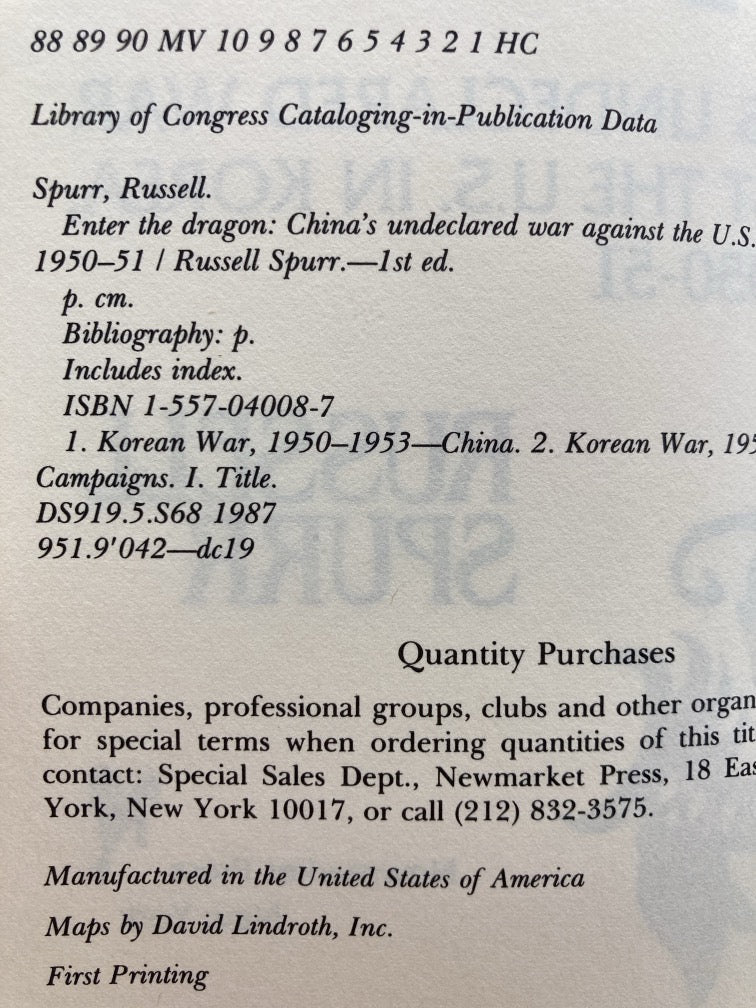 88 89 90 MV 10 9 8 7 6 5 4 3 2 1 HC
Library of Congress Cataloging-in-Publication Data
Spurr, Russell.
Enter the dragon: China's undeclared war against the U.S.
1950–51 / Russell Spurr.—1st ed.
p. cm.
Bibliography: p.
Includes index.
ISBN 1-557-04008-7
1. Korean War, 1950–1953—China. 2. Korean War, 195
Campaigns. I. Title.
DS919.5.S68 1987
951.9'042—dc19
Quantity Purchases
Companies, professional groups, clubs and other organ
for special terms when ordering quantities of this tit
contact: Special Sales Dept., Newmarket Press, 18 Eas
York, New York 10017, or call (212) 832-3575.
Manufactured in the United States of America
Maps by David Lindroth, Inc.
First Printing